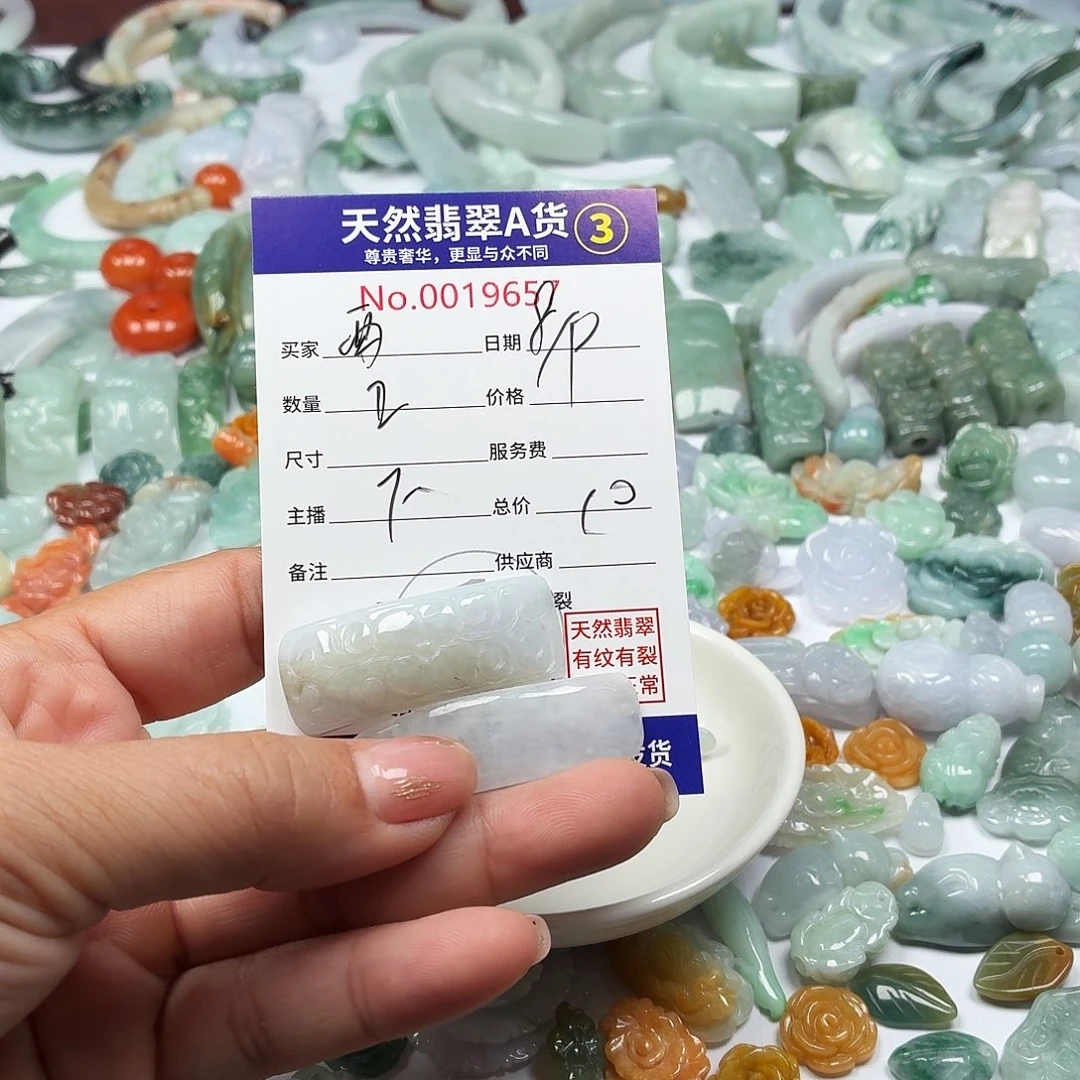 天然翡翠A货 3
尊贵奢华，更显与众不同
No.0019657
买家 日期
数量 2 价格
尺寸 服务费
主播 总价 10
备注 供应商
裂
天然翡翠
有纹有裂
常
货